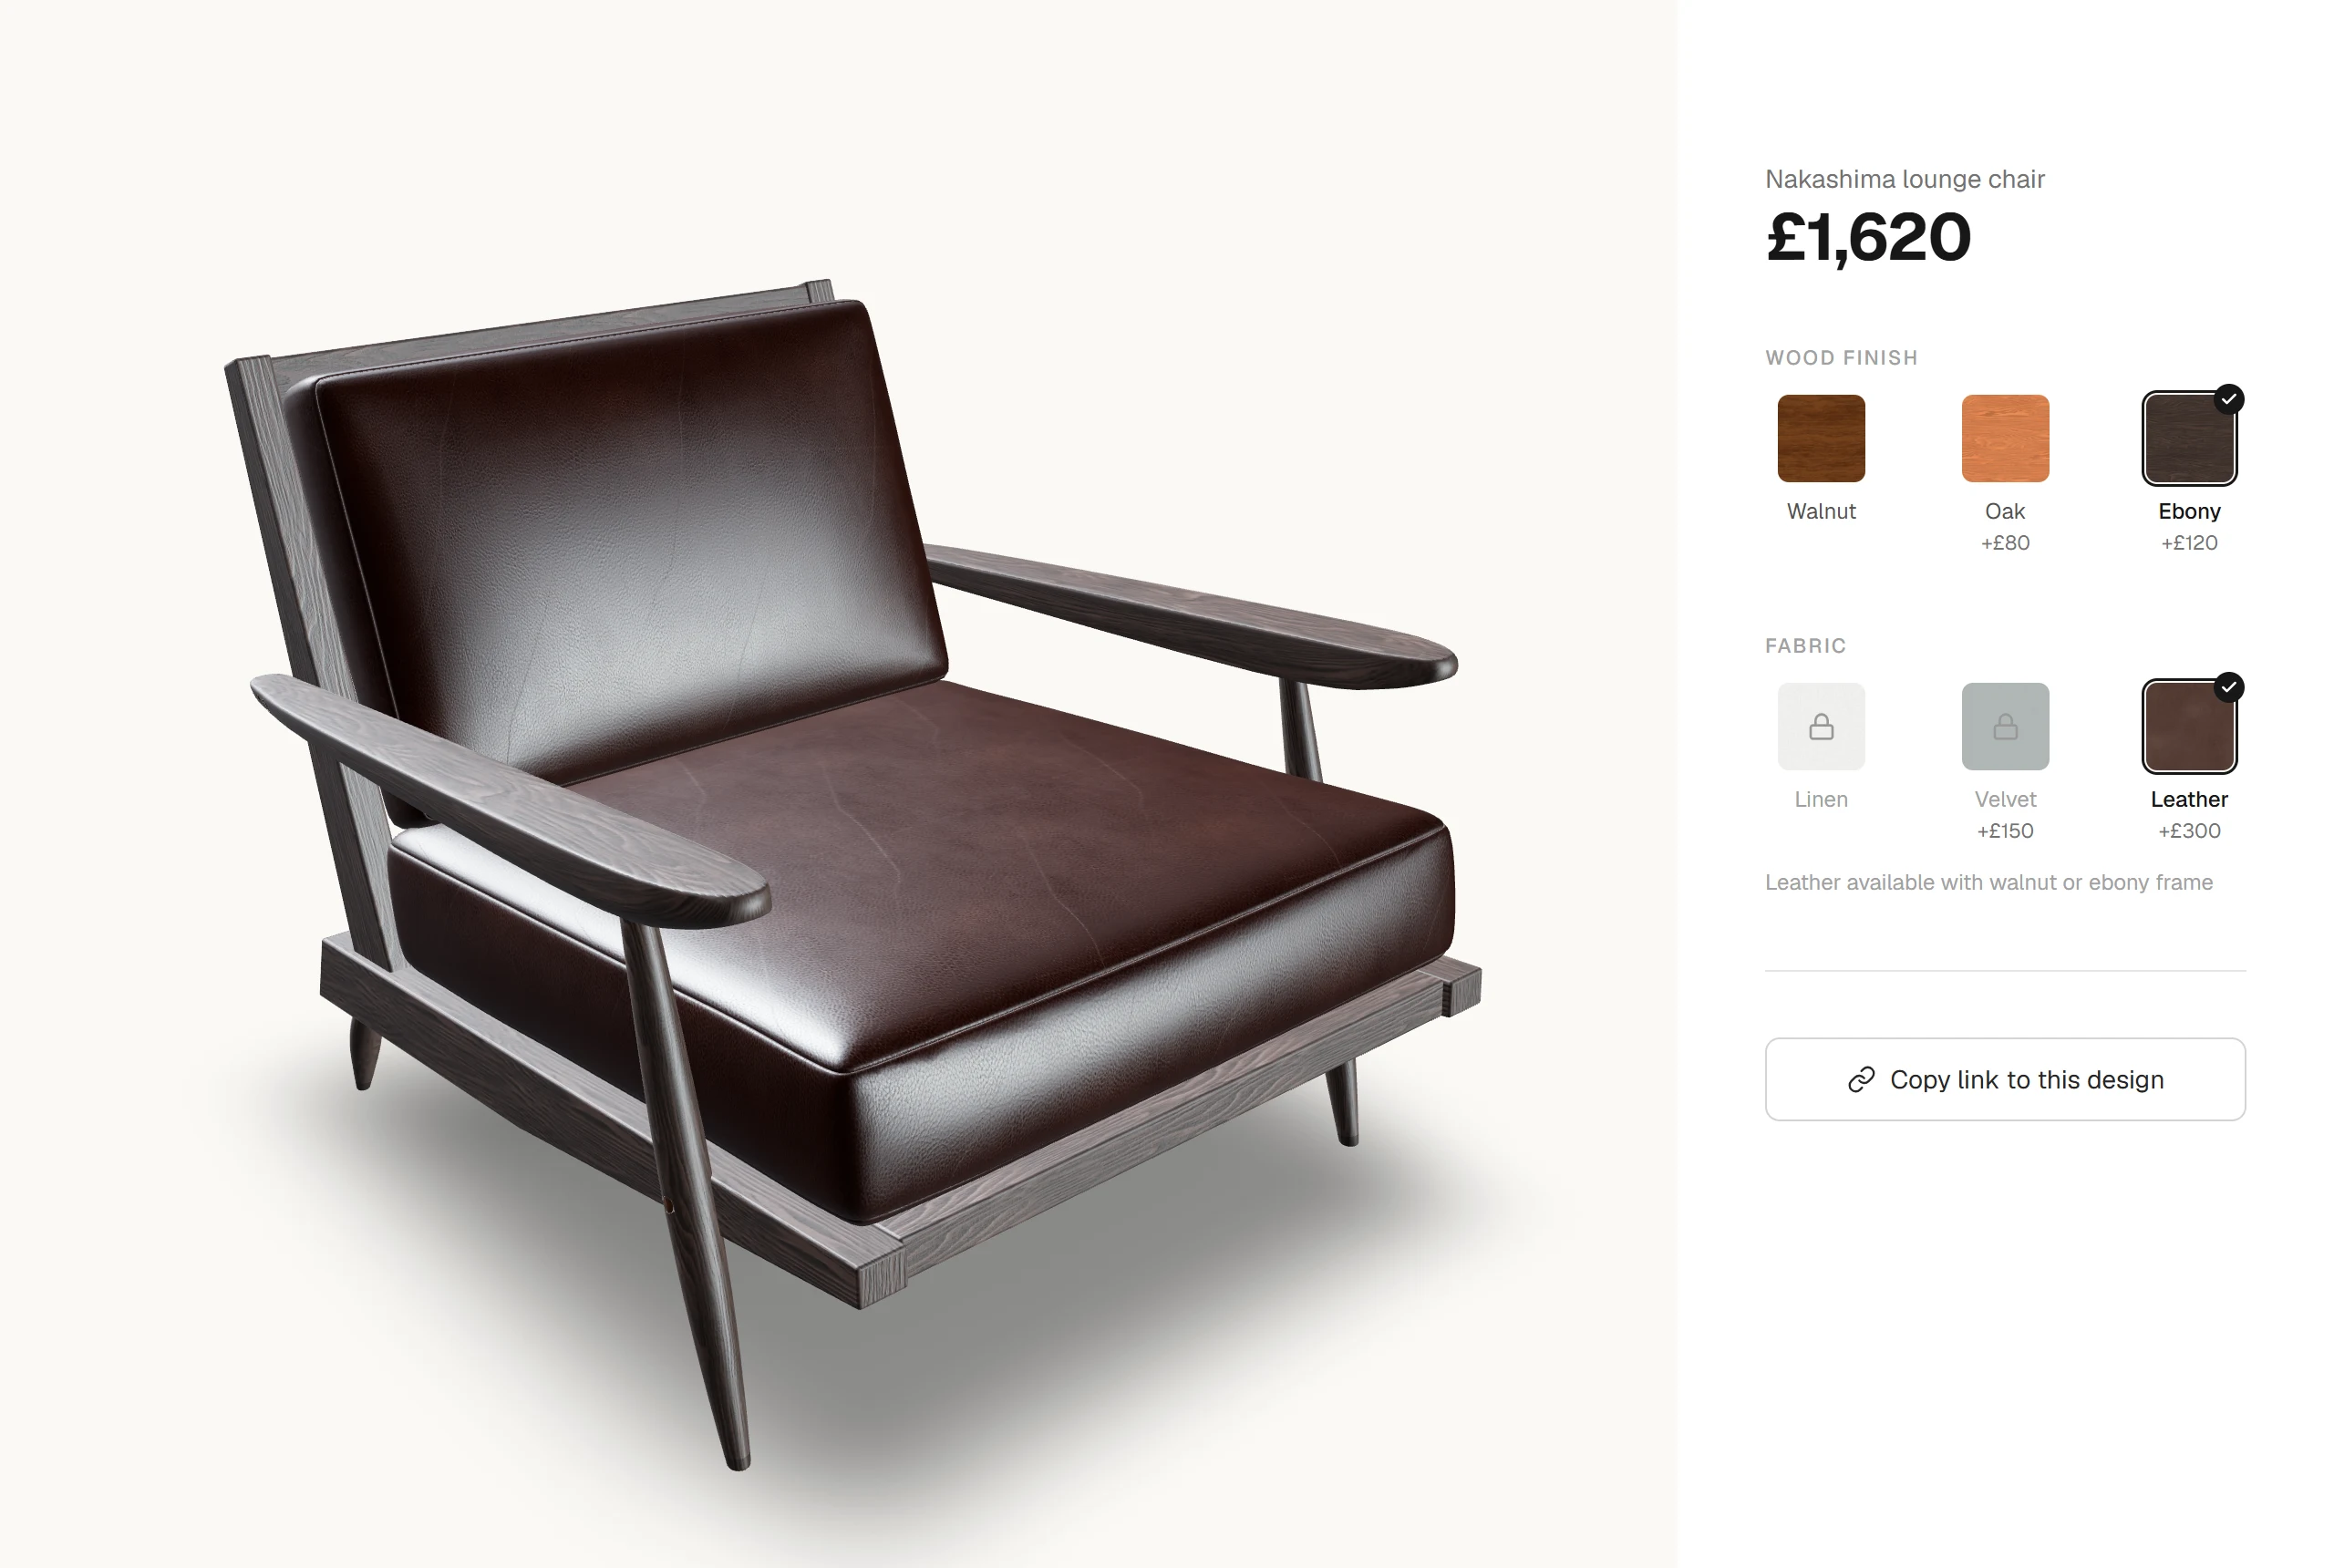 Nakashima lounge chair
£1,620
WOOD FINISH
Walnut
Oak
+£80
Ebony
+£120
FABRIC
Linen
Velvet
+£150
Leather
+£300
Leather available with walnut or ebony frame
Copy link to this design